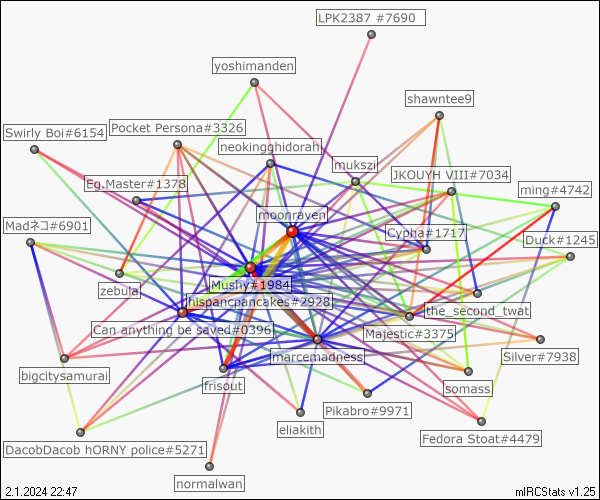 LPK2387 #7690
yoshimanden
shawntee9
Swirly Boi#6154
Pocket Persona#3326
neokingghidorah
mukszii
JKOUYH VIII#7034
Eg.Master#1378
ming#4742
moonraven
Madネコ#6901
Cypha#1717
Duck#1245
Mushy#1984
zebula
hispancpancakes#2928
the_second_twat
Can anything be saved#0396
Majestic#3375
marcemadness
Silver#7938
bigcitysamurai
frisout
somass
Pikabro#9971
eliakith
Fedora Stoat#4479
DacobDacob hORNY police#5271
normalwan
2.1.2024 22:47
mIRCStats v1.25